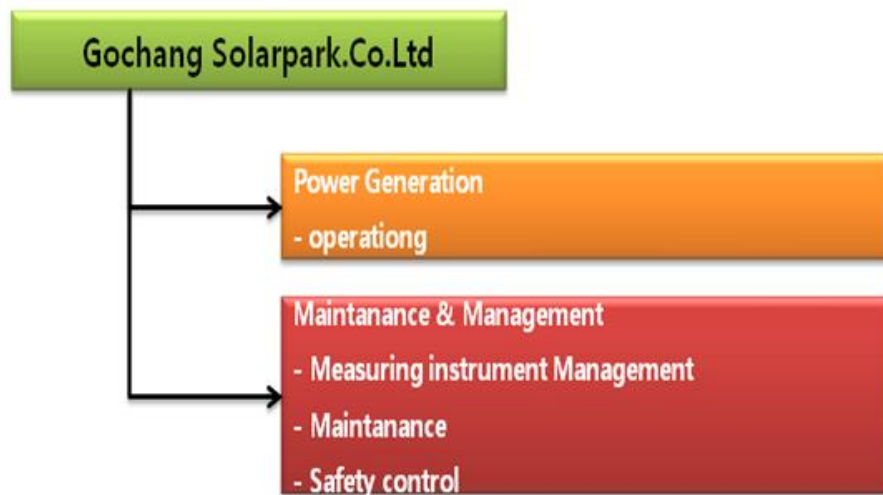 Gochang Solarpark.Co.Ltd
Power Generation
- operationg
Maintanance & Management
- Measuring instrument Management
- Maintanance
- Safety control